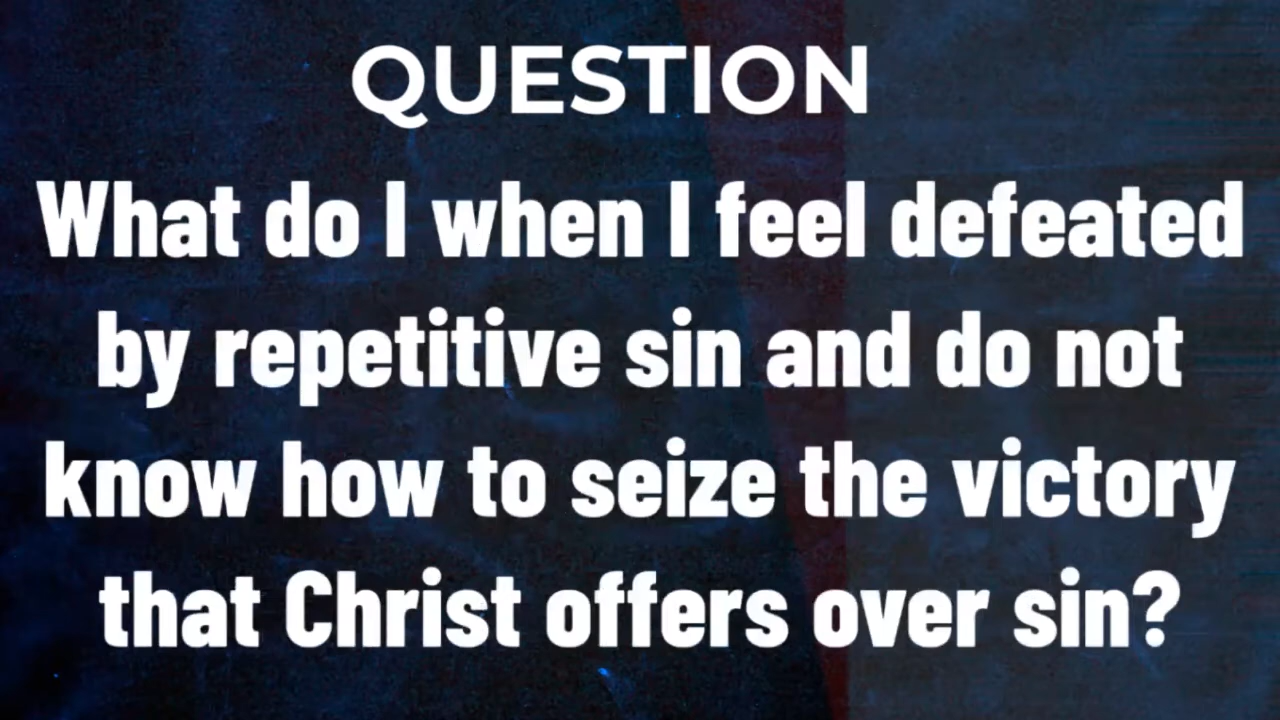 QUESTION
What do I when I feel defeated
by repetitive sin and do not
know how to seize the victory
that Christ offers over sin?